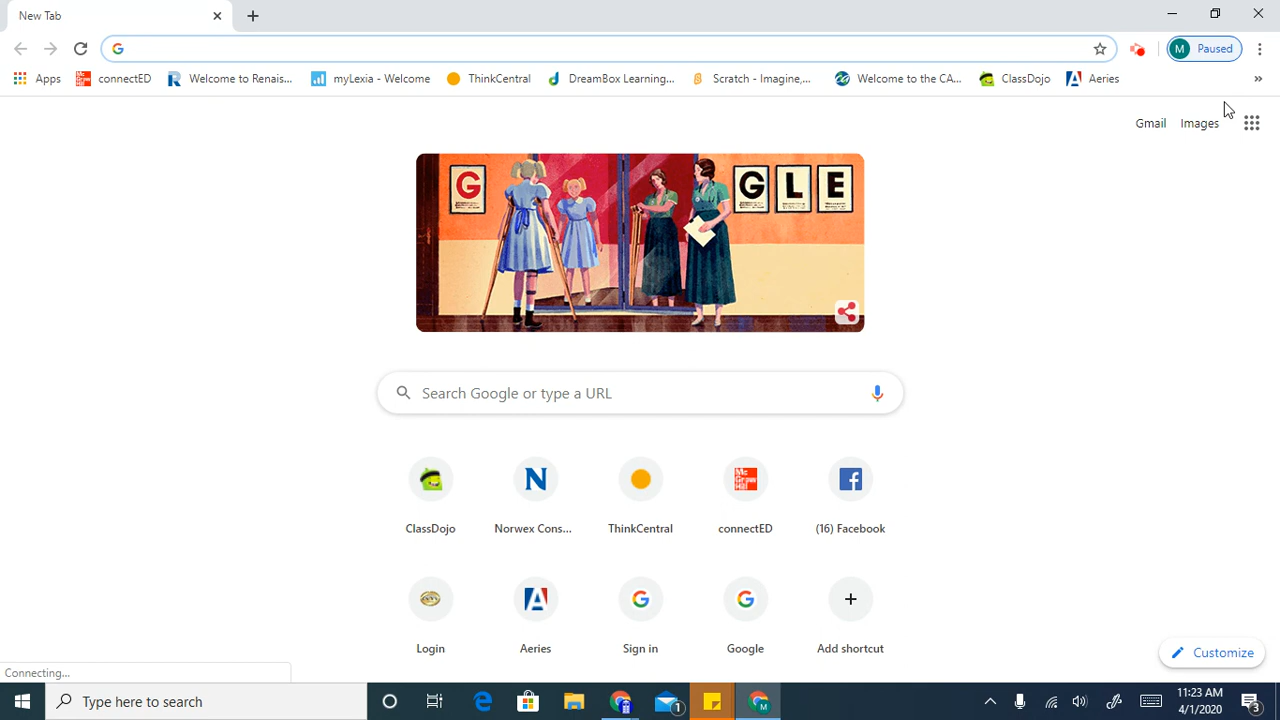 New Tab
M Paused
Apps
connectED
Welcome to Renais...
myLexia - Welcome
ThinkCentral
DreamBox Learning...
Scratch - Imagine,...
Welcome to the CA...
ClassDojo
Aeries
»
Gmail
Images
G G L E
Search Google or type a URL
ClassDojo
Norwex Cons...
ThinkCentral
connectED
(16) Facebook
Login
Aeries
Sign in
Google
Add shortcut
Customize
Connecting...
Type here to search
1
M
11:23 AM
4/1/2020
3